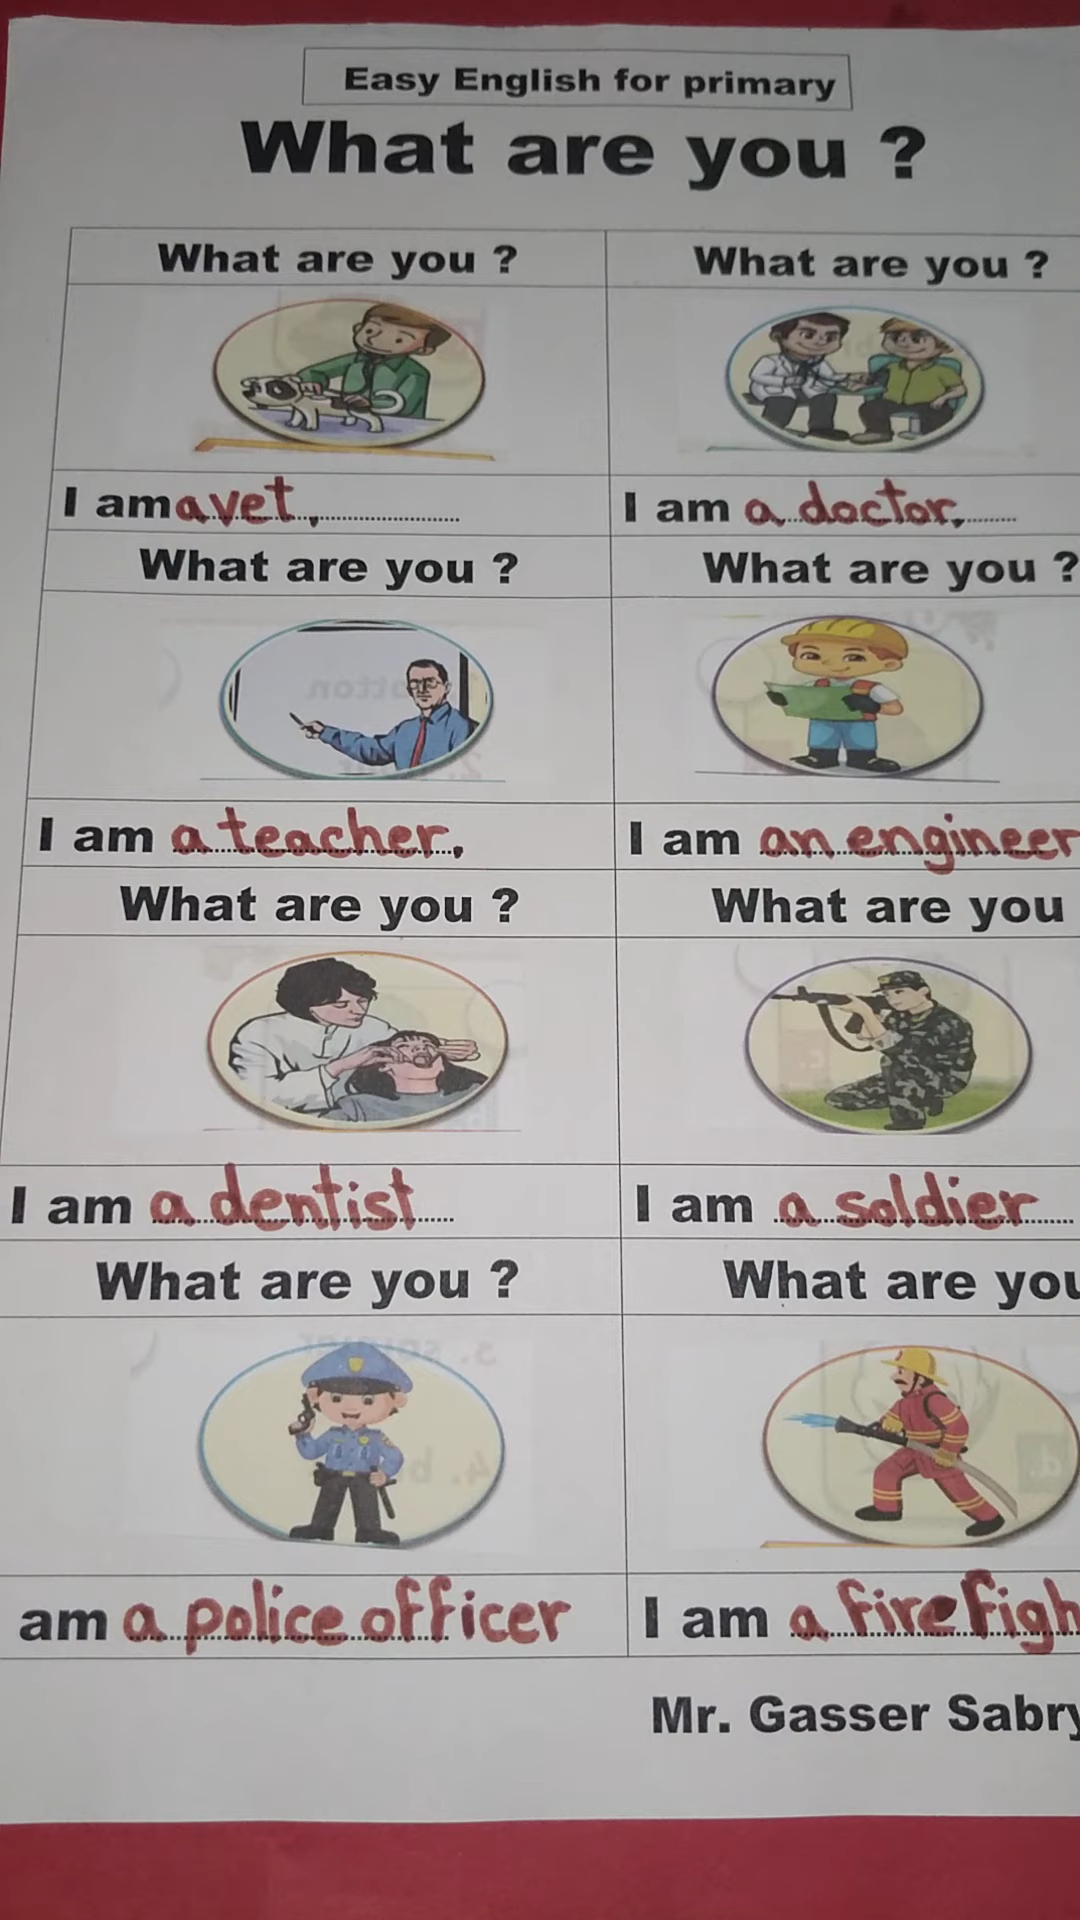 Easy English for primary
What are you ?
What are you ? What are you ?
I am a vet. I am a doctor.
What are you ? What are you ?
I am a teacher. I am an engineer
What are you ? What are you
I am a dentist I am a soldier
What are you ? What are you
am a police officer I am a fire figh
Mr. Gasser Sabry